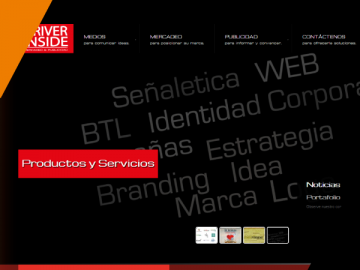 RIVER
INSIDE
MEDIOS
para comunicar ideas.
MERCADEO
para posicionar su marca.
PUBLICIDAD
para informar y convencer.
CONTÁCTENOS
para ofrecerle soluciones
Señaletica WEB
BTL Identidad Corpora
ñas Estrategia
Branding Idea
Marca Lo
Productos y Servicios
Noticias
Portafolio